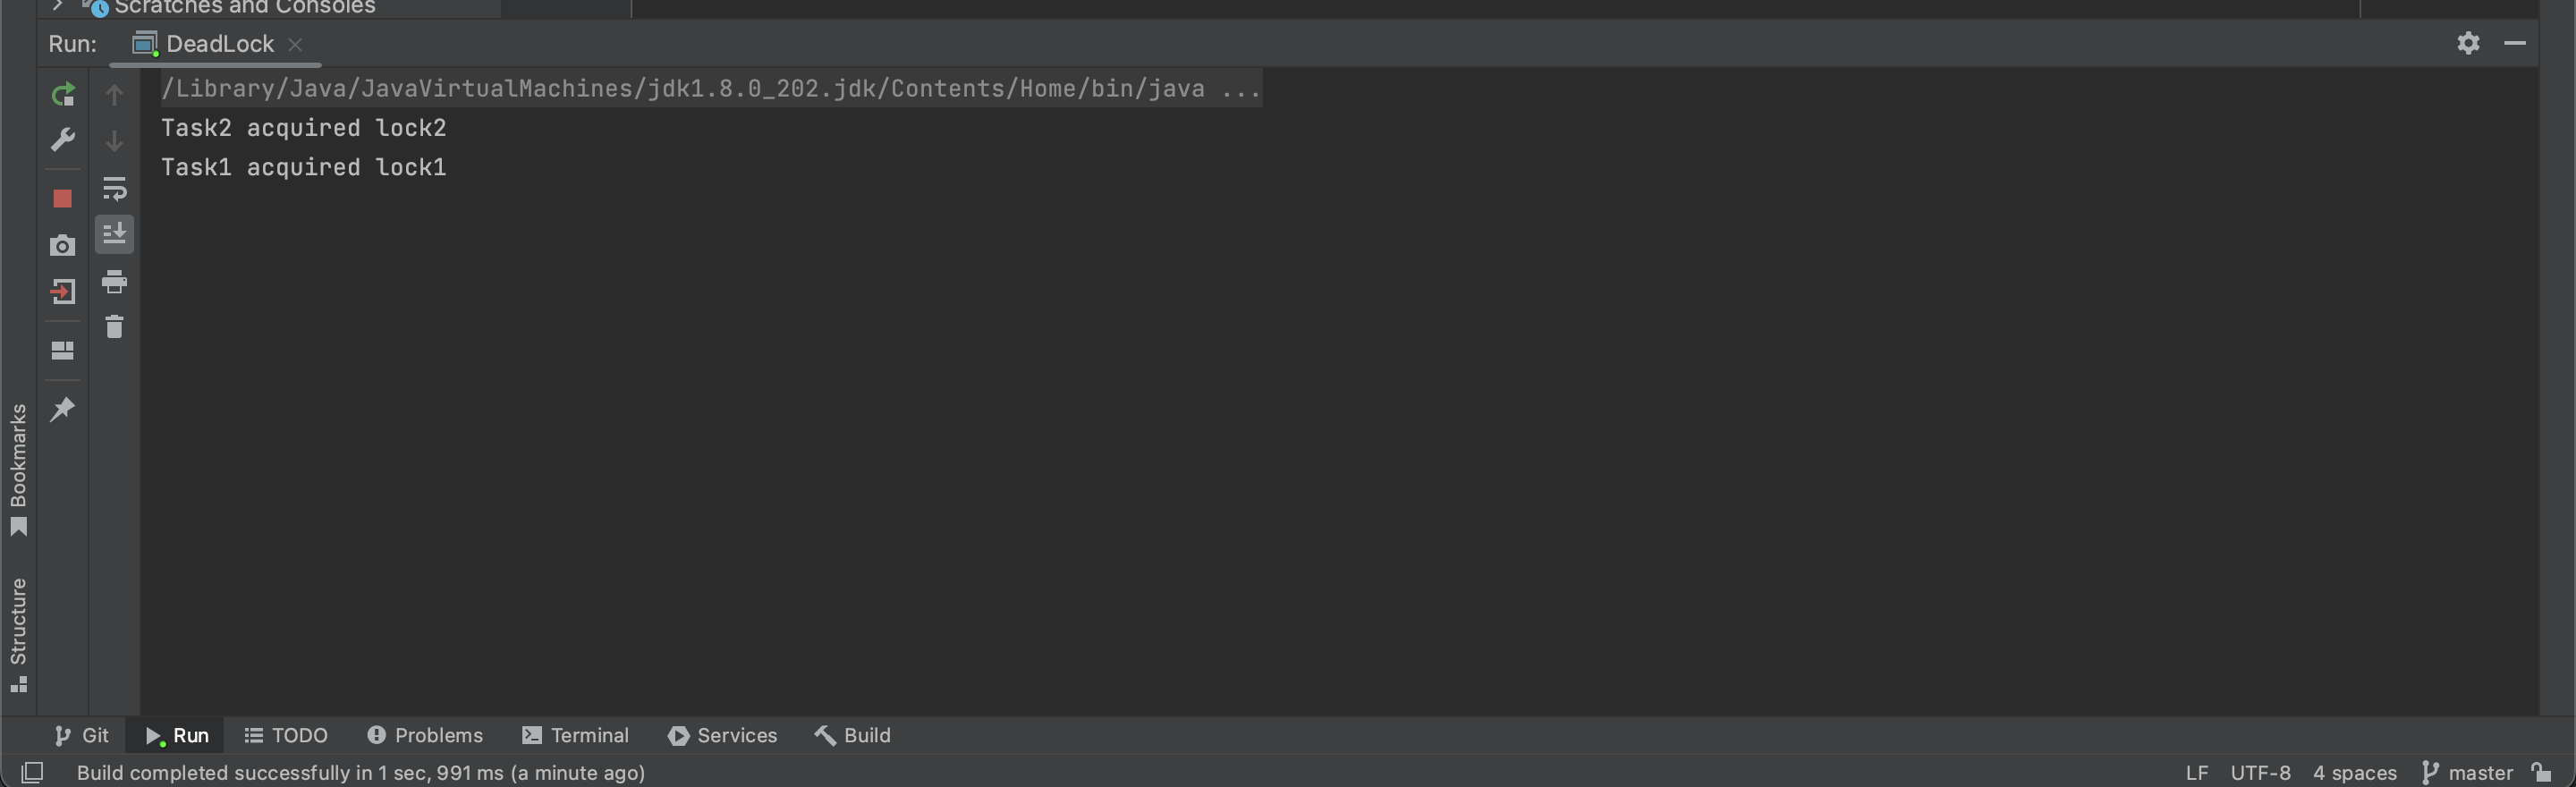 Scratches and Consoles
Run: DeadLock
/Library/Java/JavaVirtualMachines/jdk1.8.0_202.jdk/Contents/Home/bin/java ...
Task2 acquired lock2
Task1 acquired lock1
Bookmarks
Structure
Git Run TODO Problems Terminal Services Build
Build completed successfully in 1 sec, 991 ms (a minute ago) LF UTF-8 4 spaces master